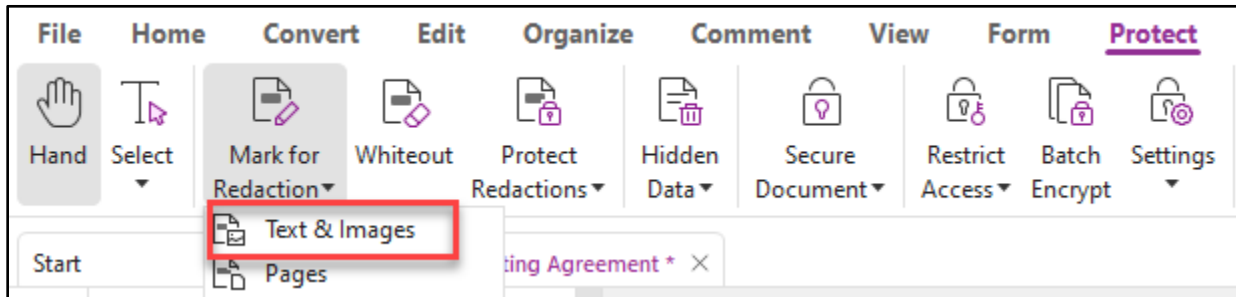 File Home Convert Edit Organize Comment View Form Protect
Hand Select Mark for Whiteout Protect Hidden Secure Restrict Batch Settings
Redaction Redactions Data Document Access Encrypt
Text & Images
Start ting Agreement *
Pages